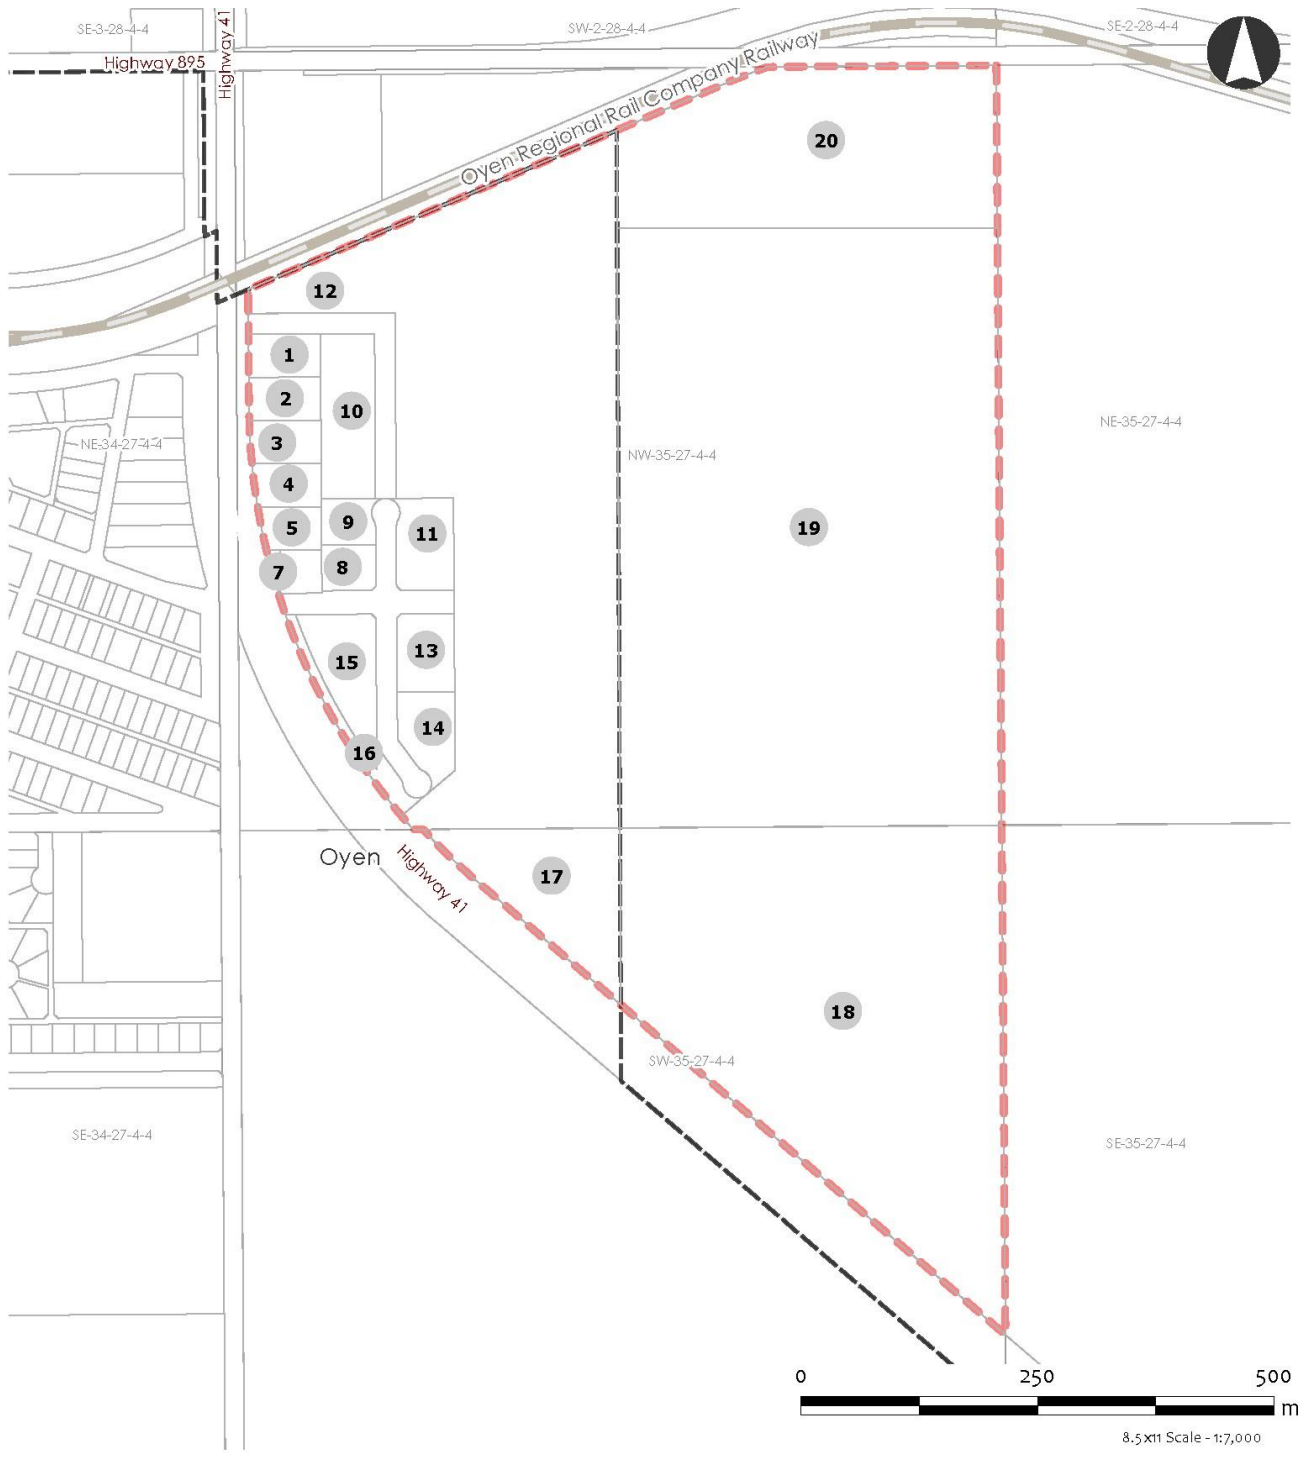 SE-3-28-4-4
Highway 41
SW-2-28-4-4
SE-2-28-4-4
Highway 895
Oyen Regional Rail Company Railway
20
12
1
2
10
3
NE-34-27-4-4
NW-35-27-4-4
NE-35-27-4-4
4
5
9
11
19
7
8
15
13
16
14
Oyen
Highway 41
17
18
SW-35-27-4-4
SE-34-27-4-4
SE-35-27-4-4
0 250 500
m
8.5x11 Scale - 1:7,000